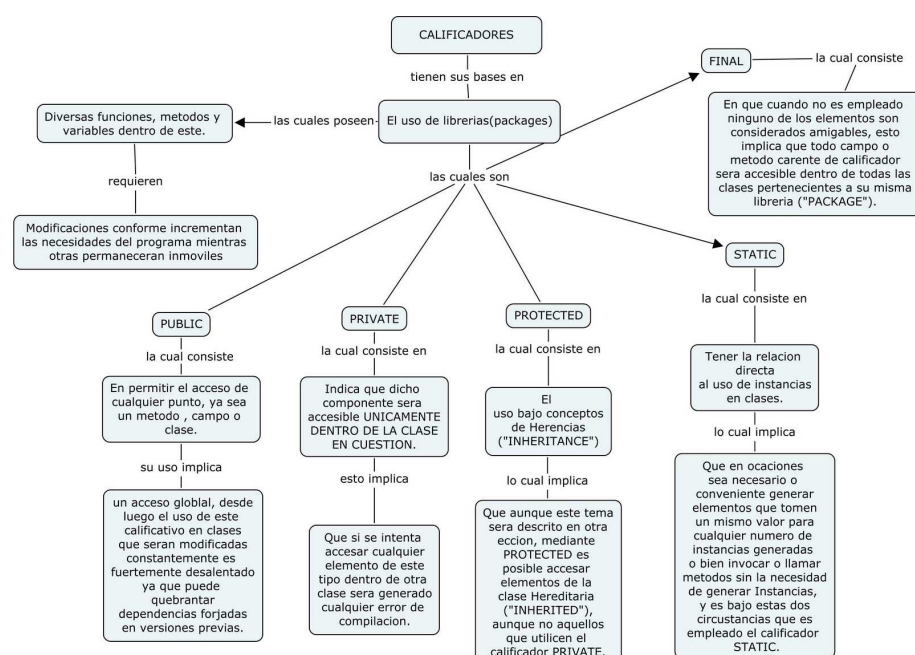 CALIFICADORES
tienen sus bases en
El uso de librerias(packages)
las cuales poseen
Diversas funciones, metodos y
variables dentro de este.
requieren
Modificaciones conforme incrementan
las necesidades del programa mientras
otras permaneceran inmoviles
las cuales son
FINAL
la cual consiste
En que cuando no es empleado
ninguno de los elementos son
considerados amigables, esto
implica que todo campo o
metodo carente de calificador
sera accesible dentro de todas las
clases pertenecientes a su misma
libreria ("PACKAGE").
PUBLIC
la cual consiste
En permitir el acceso de
cualquier punto, ya sea
un metodo , campo o
clase.
su uso implica
un acceso globlal, desde
luego el uso de este
calificativo en clases
que seran modificadas
constantemente es
fuertemente desalentado
ya que puede
quebrantar
dependencias forjadas
en versiones previas.
PRIVATE
la cual consiste en
Indica que dicho
componente sera
accesible UNICAMENTE
DENTRO DE LA CLASE
EN CUESTION.
esto implica
Que si se intenta
accesar cualquier
elemento de este
tipo dentro de otra
clase sera generado
cualquier error de
compilacion.
PROTECTED
la cual consiste en
El
uso bajo conceptos
de Herencias
("INHERITANCE")
lo cual implica
Que aunque este tema
sera descrito en otra
eccion, mediante
PROTECTED es
posible accesar
elementos de la
clase Hereditaria
("INHERITED"),
aunque no aquellos
que utilicen el
calificador PRIVATE.
STATIC
la cual consiste en
Tener la relacion
directa
al uso de instancias
en clases.
lo cual implica
Que en ocaciones
sea necesario o
conveniente generar
elementos que tomen
un mismo valor para
cualquier numero de
instancias generadas
o bien invocar o llamar
metodos sin la necesidad
de generar Instancias,
y es bajo estas dos
circustancias que es
empleado el calificador
STATIC.